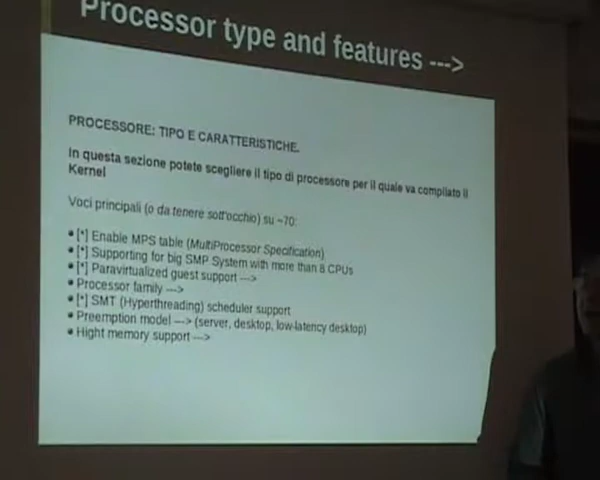 Processor type and features --->
PROCESSORE: TIPO E CARATTERISTICHE.
In questa sezione potete scegliere il tipo di processore per il quale va compilato il
Kernel
Voci principali (o da tenere sott'occhio) su ~70:
• [*] Enable MPS table (MultiProcessor Specification)
• [*] Supporting for big SMP System with more than 8 CPUs
• [*] Paravirtualized guest support --->
• Processor family --->
• [*] SMT (Hyperthreading) scheduler support
• Preemption model ---> (server, desktop, low-latency desktop)
• Hight memory support --->